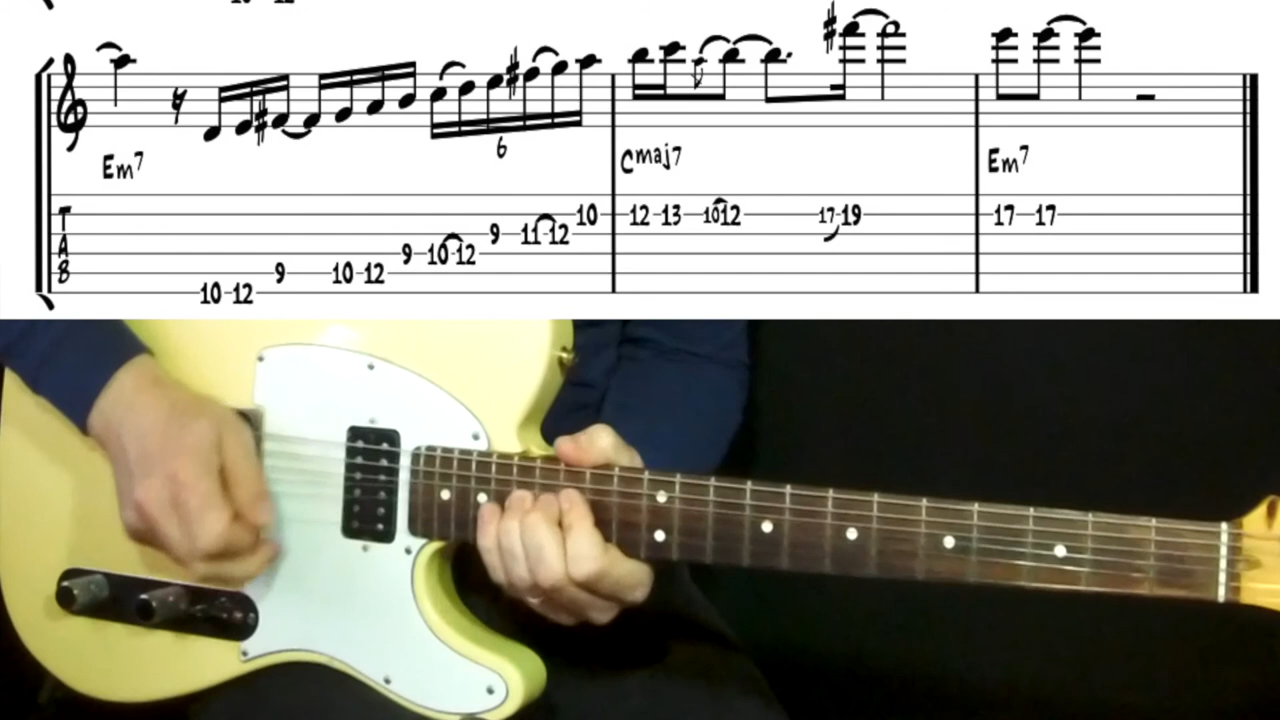 6
Em7 Cmaj7 Em7
T 10 12 13 10 12 17 19 17 17
9 11 12
A 9 10 12
B 9 10 12
10 12